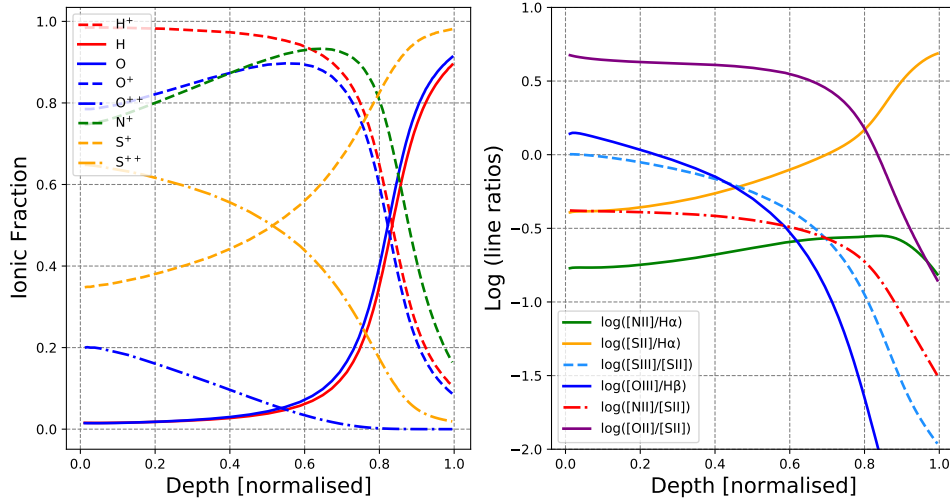 1.0
0.8
0.6
0.4
0.2
0.0
Ionic Fraction
H⁺
H
O
O⁺
O⁺⁺
N⁺
S⁺
S⁺⁺
0.0 0.2 0.4 0.6 0.8 1.0
Depth [normalised]
1.0
0.5
0.0
−0.5
−1.0
−1.5
−2.0
Log (line ratios)
log([NII]/Hα)
log([SII]/Hα)
log([SIII]/[SII])
log([OIII]/Hβ)
log([NII]/[SII])
log([OII]/[SII])
0.0 0.2 0.4 0.6 0.8 1.0
Depth [normalised]